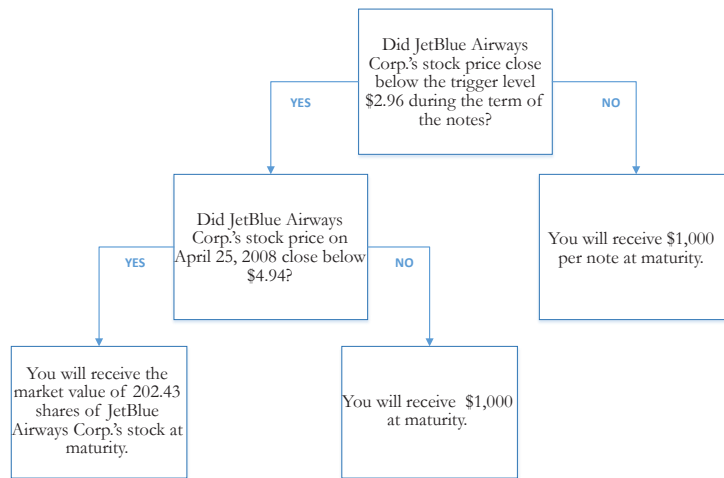 Did JetBlue Airways
Corp.'s stock price close
below the trigger level
$2.96 during the term of
the notes?
YES
NO
Did JetBlue Airways
Corp.'s stock price on
April 25, 2008 close below
$4.94?
You will receive $1,000
per note at maturity.
YES
NO
You will receive the
market value of 202.43
shares of JetBlue
Airways Corp.'s stock at
maturity.
You will receive $1,000
at maturity.